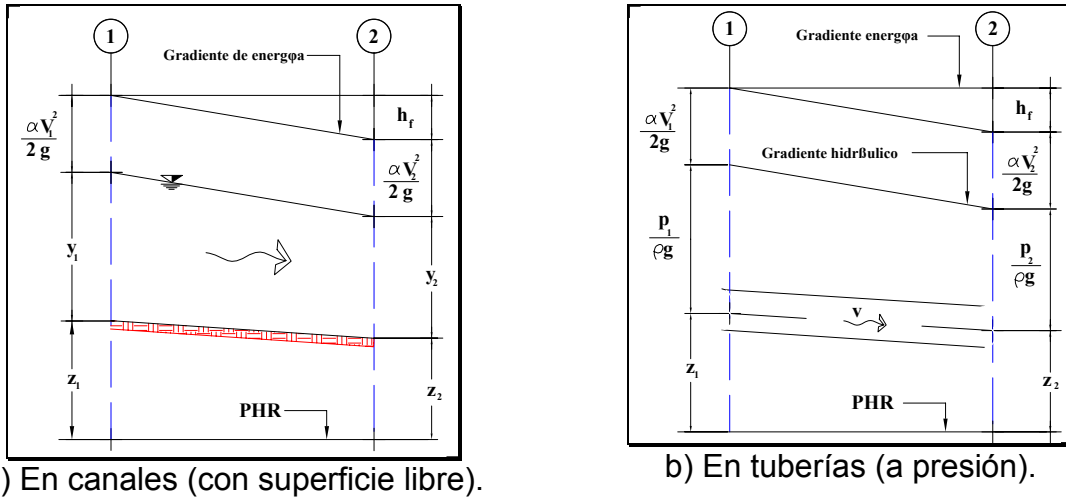 1
2
Gradiente de energφa
h_f
αV₁²
2 g
αV₂²
2 g
y₁
y₂
z₁
z₂
PHR
) En canales (con superficie libre).
1
2
Gradiente energφa
h_f
αV₁²
2g
αV₂²
2g
Gradiente hidrßulico
p₁
ρg
p₂
ρg
v
z₁
z₂
PHR
b) En tuberías (a presión).